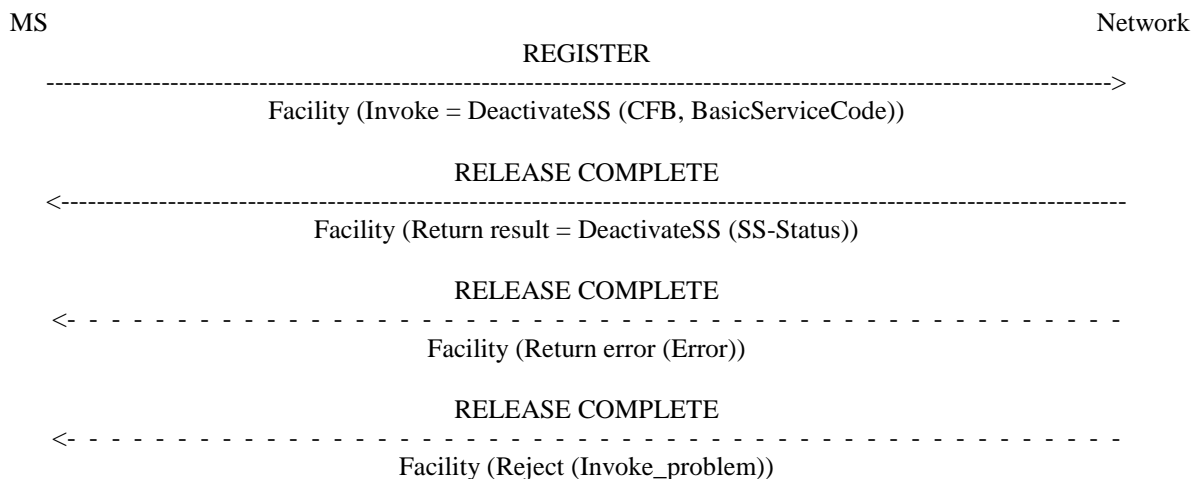 MS Network
REGISTER
Facility (Invoke = DeactivateSS (CFB, BasicServiceCode))
RELEASE COMPLETE
Facility (Return result = DeactivateSS (SS-Status))
RELEASE COMPLETE
Facility (Return error (Error))
RELEASE COMPLETE
Facility (Reject (Invoke_problem))